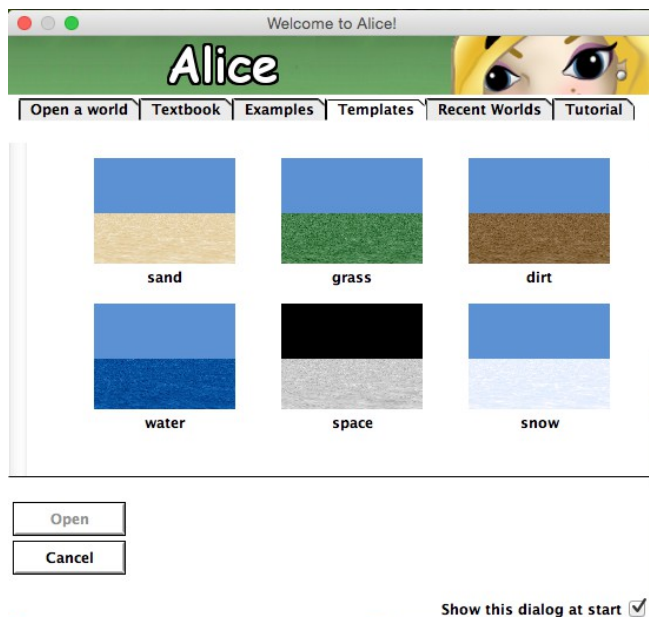 Welcome to Alice!
Alice
Open a world Textbook Examples Templates Recent Worlds Tutorial
sand grass dirt
water space snow
Open
Cancel
Show this dialog at start